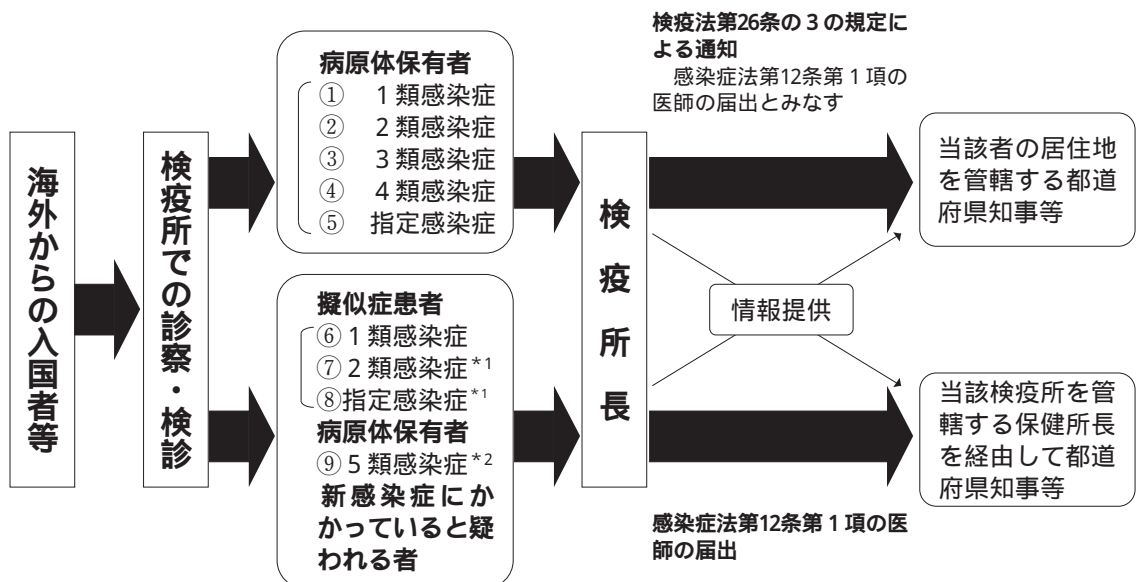 海外からの入国者等
検疫所での診察・検診
病原体保有者
① 1類感染症
② 2類感染症
③ 3類感染症
④ 4類感染症
⑤ 指定感染症
擬似症患者
⑥1類感染症
⑦2類感染症*1
⑧指定感染症*1
病原体保有者
⑨5類感染症*2
新感染症にか
かっていると疑
われる者
検疫所長
検疫法第26条の3の規定に
よる通知
感染症法第12条第1項の
医師の届出とみなす
情報提供
感染症法第12条第1項の医
師の届出
当該者の居住地
を管轄する都道
府県知事等
当該検疫所を管
轄する保健所長
を経由して都道
府県知事等